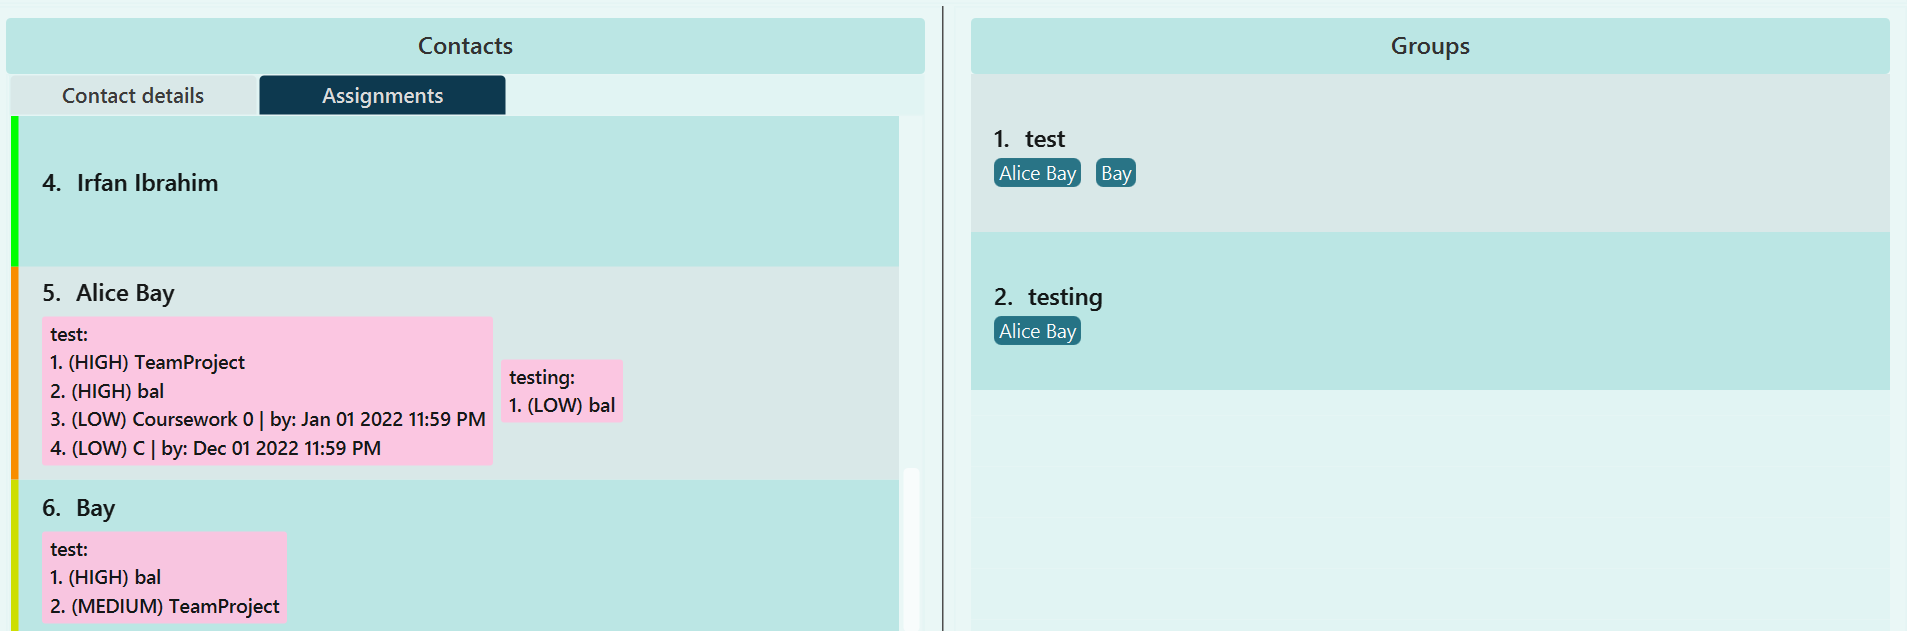 Contacts
Contact details
Assignments
4. Irfan Ibrahim
5. Alice Bay
test:
1. (HIGH) TeamProject
2. (HIGH) bal
3. (LOW) Coursework 0 | by: Jan 01 2022 11:59 PM
4. (LOW) C | by: Dec 01 2022 11:59 PM
testing:
1. (LOW) bal
6. Bay
test:
1. (HIGH) bal
2. (MEDIUM) TeamProject
Groups
1. test
Alice Bay Bay
2. testing
Alice Bay